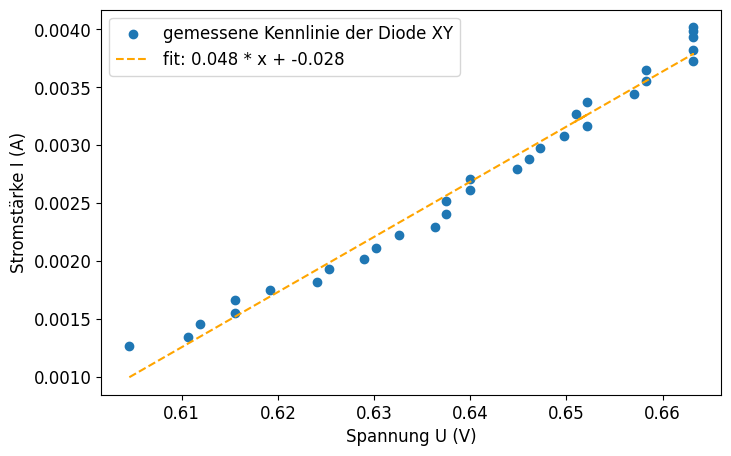 gemessene Kennlinie der Diode XY
fit: 0.048 * x + -0.028
0.0040
0.0035
0.0030
0.0025
0.0020
0.0015
0.0010
Stromstärke I (A)
0.61 0.62 0.63 0.64 0.65 0.66
Spannung U (V)